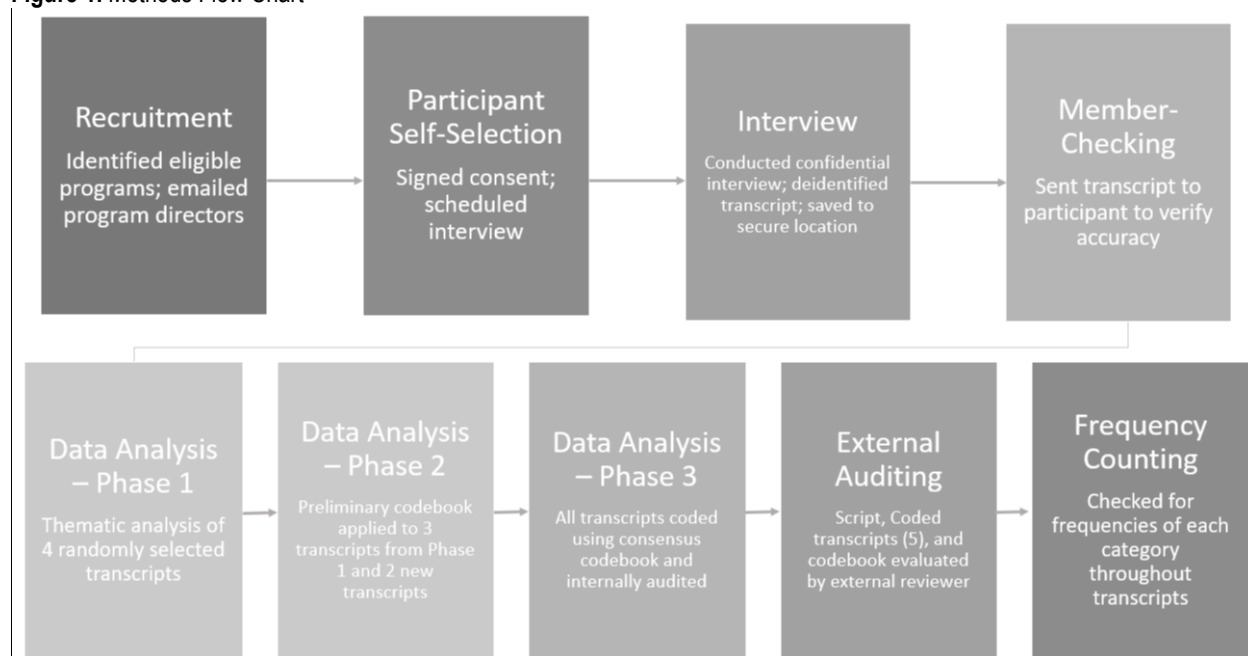 Figure 1. Methods Flow Chart
Recruitment
Identified eligible
programs; emailed
program directors
Participant
Self-Selection
Signed consent;
scheduled
interview
Interview
Conducted confidential
interview; deidentified
transcript; saved to
secure location
Member-
Checking
Sent transcript to
participant to verify
accuracy
Data Analysis
– Phase 1
Thematic analysis of
4 randomly selected
transcripts
Data Analysis
– Phase 2
Preliminary codebook
applied to 3
transcripts from Phase
1 and 2 new
transcripts
Data Analysis
– Phase 3
All transcripts coded
using consensus
codebook and
internally audited
External
Auditing
Script, Coded
transcripts (5), and
codebook evaluated
by external reviewer
Frequency
Counting
Checked for
frequencies of each
category
throughout
transcripts